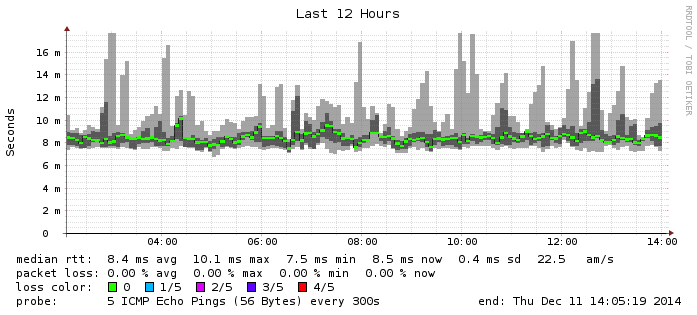 Last 12 Hours
RRDTOOL / TOBI OETIKER
Seconds
16 m
14 m
12 m
10 m
8 m
6 m
4 m
2 m
0
04:00 06:00 08:00 10:00 12:00 14:00
median rtt: 8.4 ms avg 10.1 ms max 7.5 ms min 8.5 ms now 0.4 ms sd 22.5 am/s
packet loss: 0.00 % avg 0.00 % max 0.00 % min 0.00 % now
loss color: 0 1/5 2/5 3/5 4/5
probe: 5 ICMP Echo Pings (56 Bytes) every 300s end: Thu Dec 11 14:05:19 2014